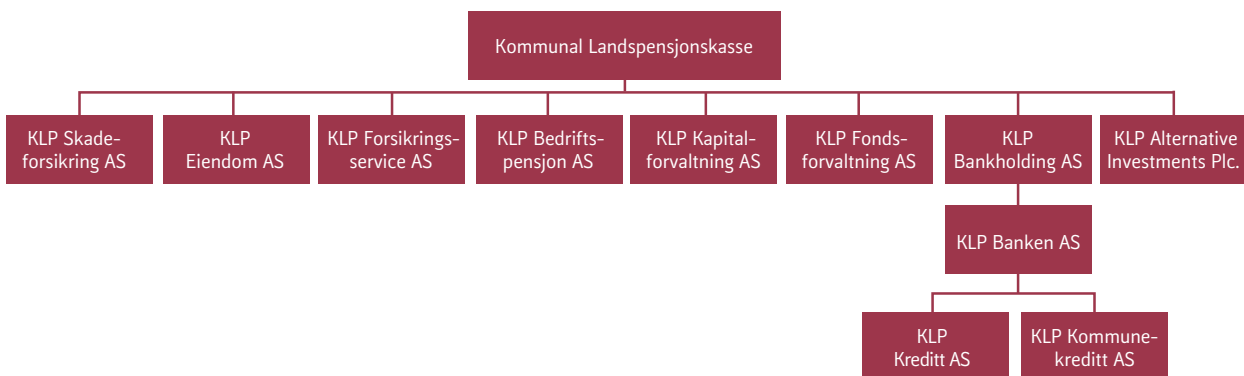 Kommunal Landspensjonskasse
KLP Skade-
forsikring AS
KLP
Eiendom AS
KLP Forsikrings-
service AS
KLP Bedrifts-
pensjon AS
KLP Kapital-
forvaltning AS
KLP Fonds-
forvaltning AS
KLP
Bankholding AS
KLP Alternative
Investments Plc.
KLP Banken AS
KLP
Kreditt AS
KLP Kommune-
kreditt AS